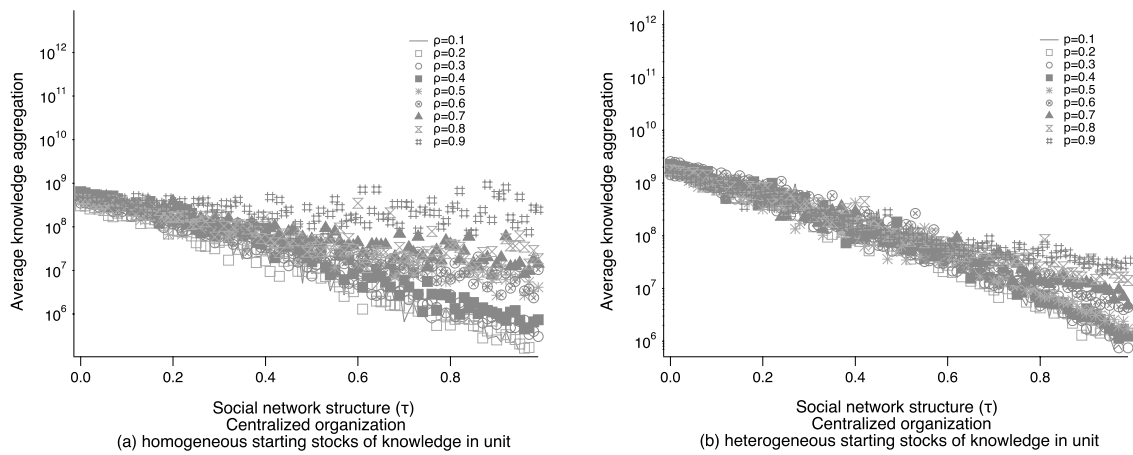 Average knowledge aggregation
10¹²
10¹¹
10¹⁰
10⁹
10⁸
10⁷
10⁶
0.0 0.2 0.4 0.6 0.8
ρ=0.1
ρ=0.2
ρ=0.3
ρ=0.4
ρ=0.5
ρ=0.6
ρ=0.7
ρ=0.8
ρ=0.9
Social network structure (τ)
Centralized organization
(a) homogeneous starting stocks of knowledge in unit
Average knowledge aggregation
10¹²
10¹¹
10¹⁰
10⁹
10⁸
10⁷
10⁶
0.0 0.2 0.4 0.6 0.8
p=0.1
p=0.2
p=0.3
p=0.4
p=0.5
p=0.6
p=0.7
p=0.8
p=0.9
Social network structure (τ)
Centralized organization
(b) heterogeneous starting stocks of knowledge in unit